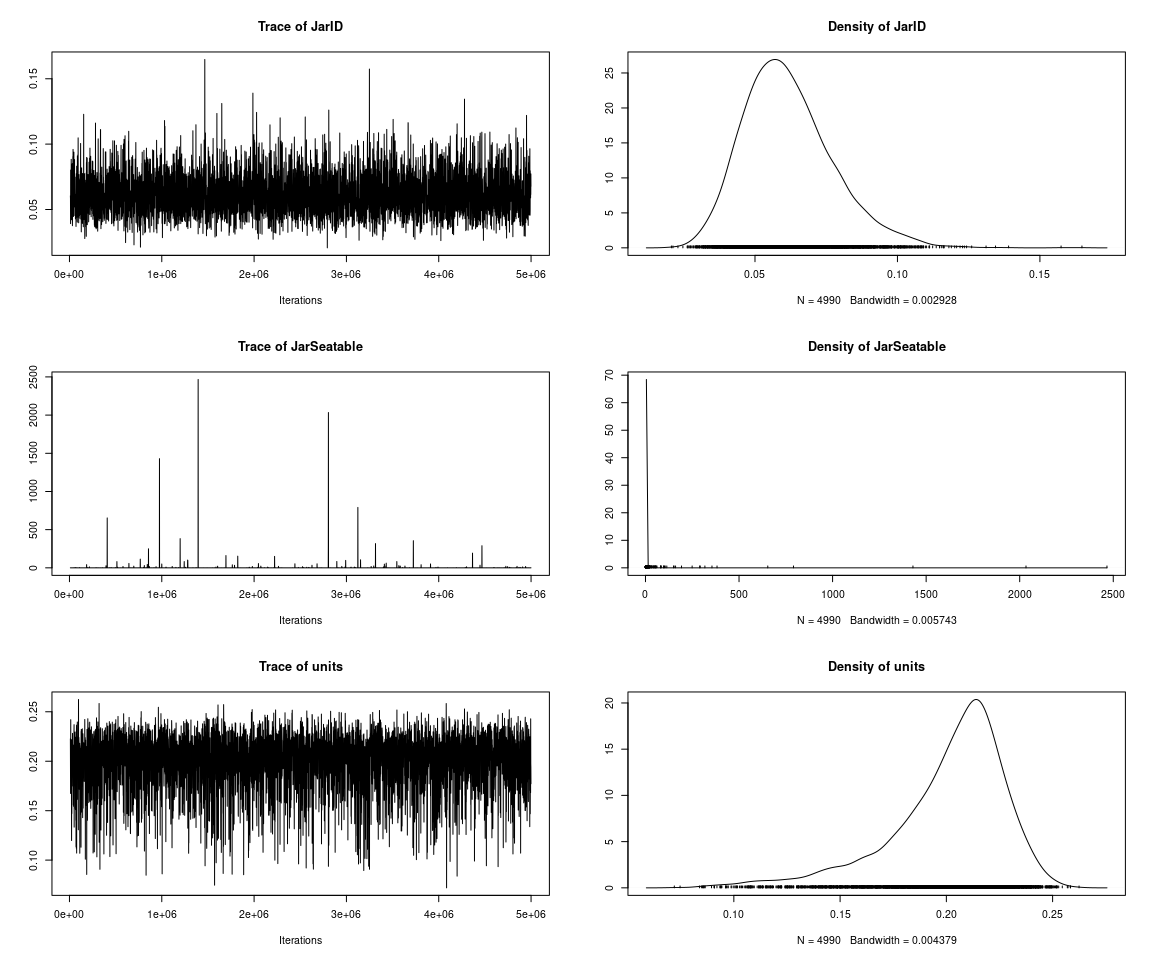 Trace of JarID
0.05 0.10 0.15
0e+00 1e+06 2e+06 3e+06 4e+06 5e+06
Iterations
Density of JarID
0 5 10 15 20 25
0.05 0.10 0.15
N = 4990 Bandwidth = 0.002928
Trace of JarSeatable
0 500 1000 1500 2000 2500
0e+00 1e+06 2e+06 3e+06 4e+06 5e+06
Iterations
Density of JarSeatable
0 10 20 30 40 50 60 70
0 500 1000 1500 2000 2500
N = 4990 Bandwidth = 0.005743
Trace of units
0.10 0.15 0.20 0.25
0e+00 1e+06 2e+06 3e+06 4e+06 5e+06
Iterations
Density of units
0 5 10 15 20
0.10 0.15 0.20 0.25
N = 4990 Bandwidth = 0.004379